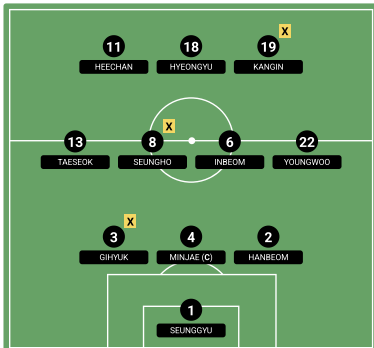 11 18 19 X
HEECHAN HYEONGYU KANGIN
13 8 X 6 22
TAESEOK SEUNGHO INBEOM YOUNGWOO
3 X 4 2
GIHYUK MINJAE (C) HANBEOM
1
SEUNGGYU